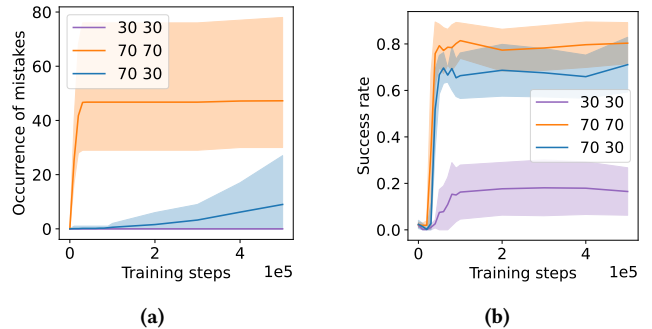 80
60
40
20
0
Occurrence of mistakes
30 30
70 70
70 30
0
2
4
Training steps
1e5
(a)
0.8
0.6
0.4
0.2
0.0
Success rate
30 30
70 70
70 30
0
2
4
Training steps
1e5
(b)